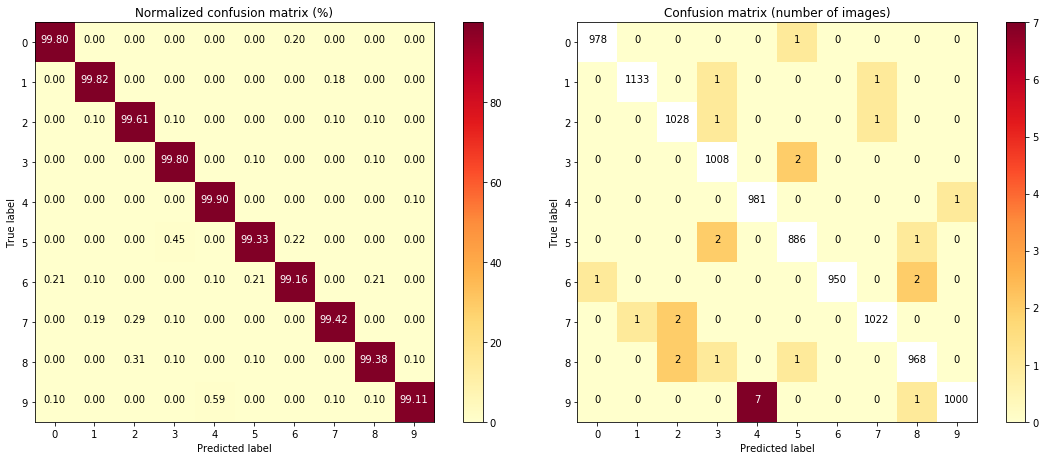 Normalized confusion matrix (%)
0 99.80 0.00 0.00 0.00 0.00 0.00 0.20 0.00 0.00 0.00
1 0.00 99.82 0.00 0.00 0.00 0.00 0.00 0.18 0.00 0.00
2 0.00 0.10 99.61 0.10 0.00 0.00 0.00 0.10 0.10 0.00
3 0.00 0.00 0.00 99.80 0.00 0.10 0.00 0.00 0.10 0.00
4 0.00 0.00 0.00 0.00 99.90 0.00 0.00 0.00 0.00 0.10
5 0.00 0.00 0.00 0.45 0.00 99.33 0.22 0.00 0.00 0.00
6 0.21 0.10 0.00 0.00 0.10 0.21 99.16 0.00 0.21 0.00
7 0.00 0.19 0.29 0.10 0.00 0.00 0.00 99.42 0.00 0.00
8 0.00 0.00 0.31 0.10 0.00 0.10 0.00 0.00 99.38 0.10
9 0.10 0.00 0.00 0.00 0.59 0.00 0.00 0.10 0.10 99.11
0 1 2 3 4 5 6 7 8 9
Predicted label
True label
80
60
40
20
0
Confusion matrix (number of images)
0 978 0 0 0 0 1 0 0 0 0
1 0 1133 0 1 0 0 0 1 0 0
2 0 0 1028 1 0 0 0 1 0 0
3 0 0 0 1008 0 2 0 0 0 0
4 0 0 0 0 981 0 0 0 0 1
5 0 0 0 2 0 886 0 0 1 0
6 1 0 0 0 0 0 950 0 2 0
7 0 1 2 0 0 0 0 1022 0 0
8 0 0 2 1 0 1 0 0 968 0
9 0 0 0 0 7 0 0 0 1 1000
0 1 2 3 4 5 6 7 8 9
Predicted label
True label
7
6
5
4
3
2
1
0